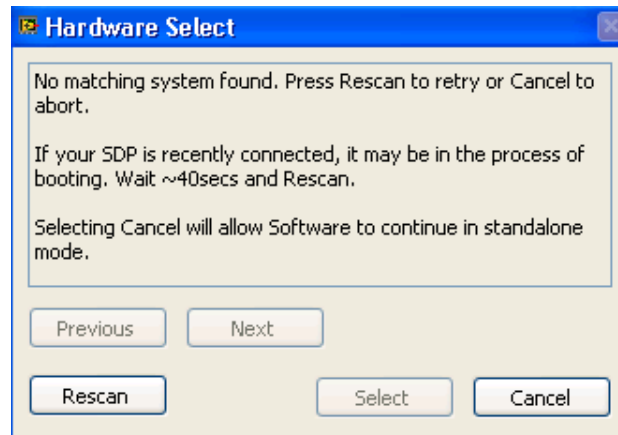 Hardware Select
No matching system found. Press Rescan to retry or Cancel to
abort.
If your SDP is recently connected, it may be in the process of
booting. Wait ~40secs and Rescan.
Selecting Cancel will allow Software to continue in standalone
mode.
Previous Next
Rescan Select Cancel